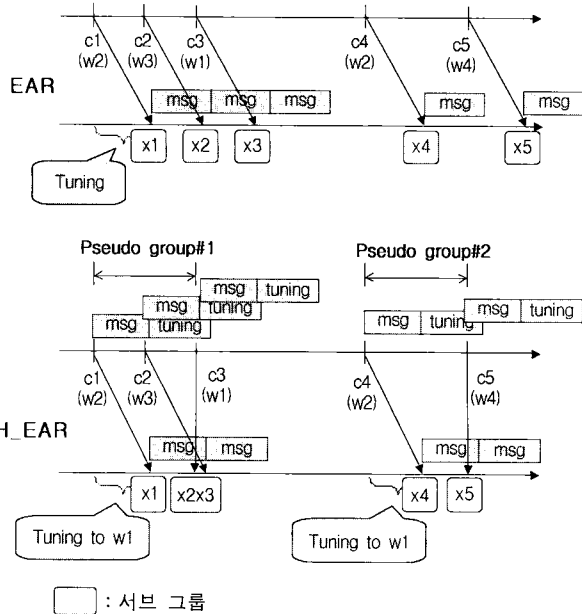 c1 c2 c3 c4 c5
(w2) (w3) (w1) (w2) (w4)
EAR
msg msg msg msg msg
x1 x2 x3 x4 x5
Tuning
Pseudo group#1 Pseudo group#2
msg tuning
msg tuning
msg tuning
msg tuning
msg tuning
c1 c2 c3 c4 c5
(w2) (w3) (w1) (w2) (w4)
H_EAR
msg msg msg msg
x1 x2x3 x4 x5
Tuning to w1 Tuning to w1
: 서브 그룹